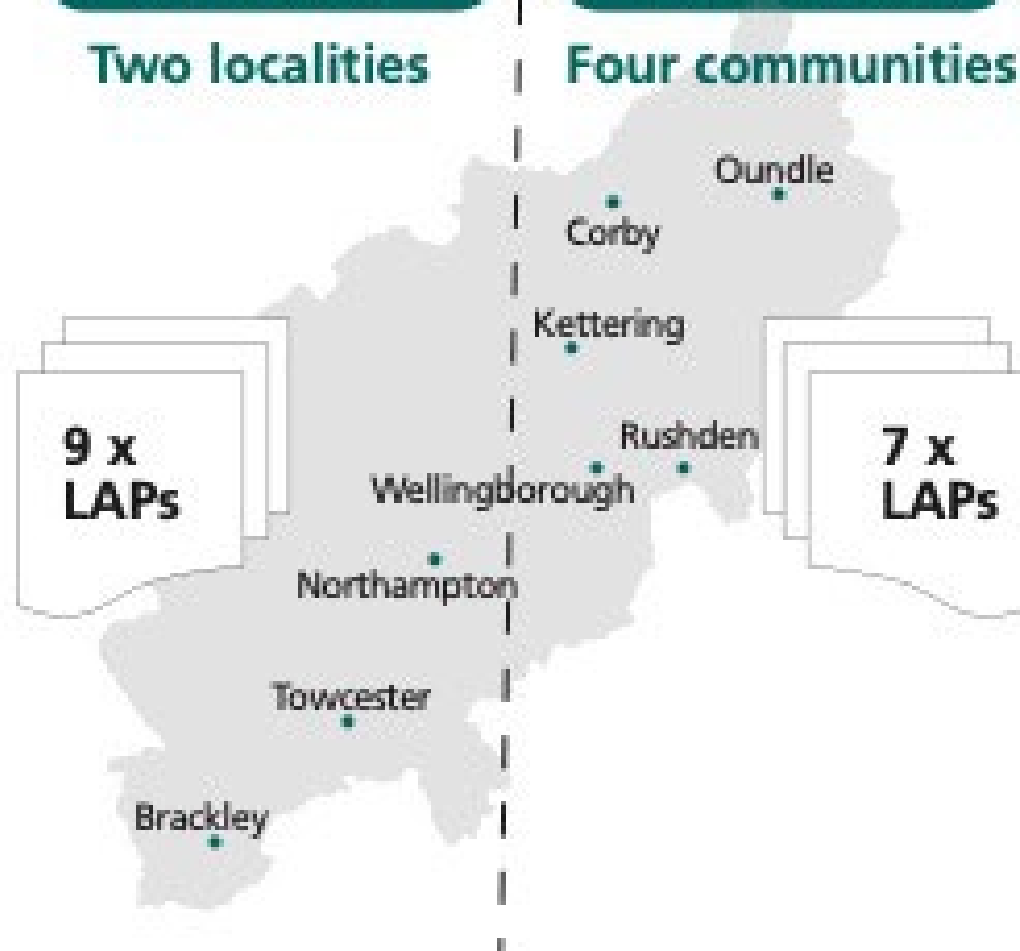 Two localities
Four communities
Oundle
Corby
Kettering
9 x
LAPs
Rushden
7 x
LAPs
Wellingborough
Northampton
Towcester
Brackley